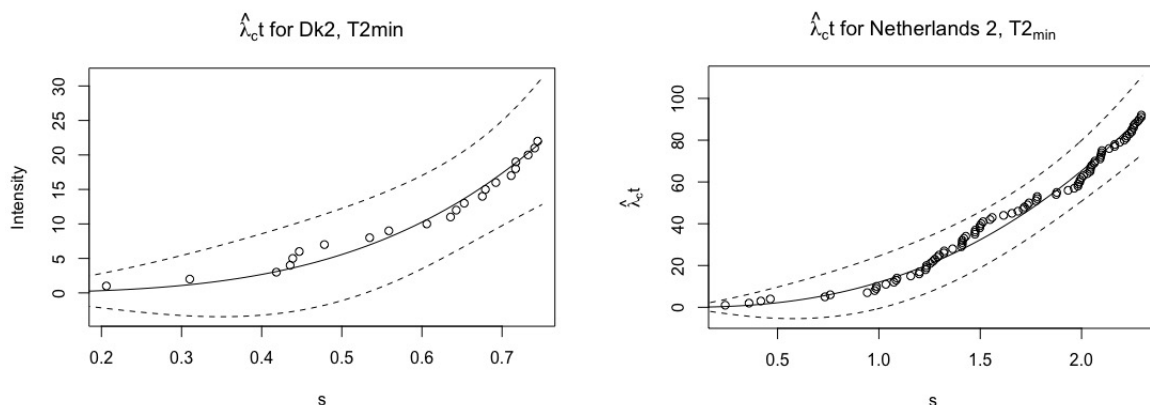 λ̂ct for Dk2, T2min
Intensity
30
25
20
15
10
5
0
0.2 0.3 0.4 0.5 0.6 0.7
s
λ̂ct for Netherlands 2, T2min
λ̂ct
100
80
60
40
20
0
0.5 1.0 1.5 2.0
s